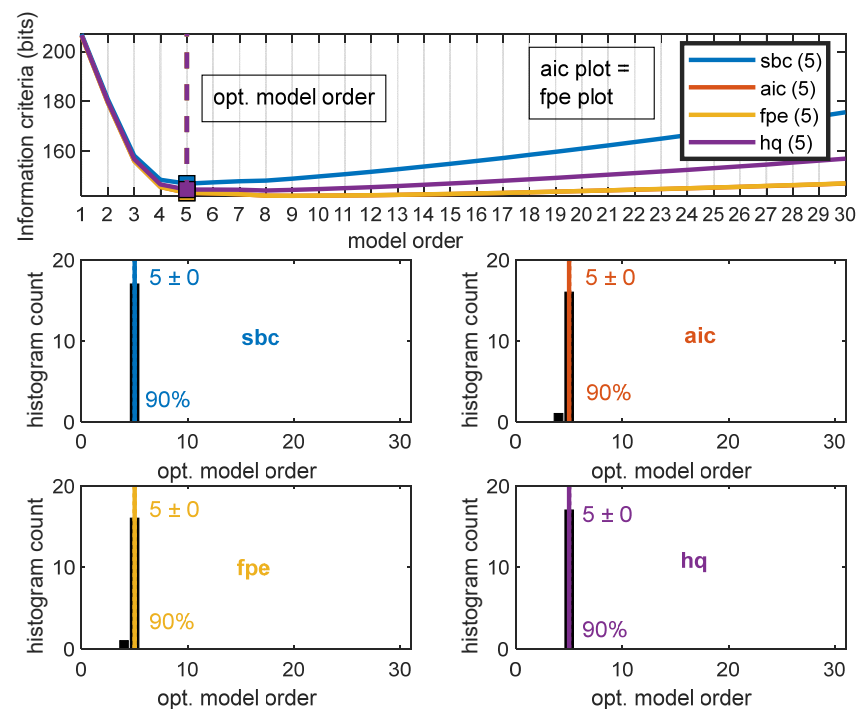 Information criteria (bits)
200
180
160
1 2 3 4 5 6 7 8 9 10 11 12 13 14 15 16 17 18 19 20 21 22 23 24 25 26 27 28 29 30
model order
opt. model order
aic plot =
fpe plot
sbc (5)
aic (5)
fpe (5)
hq (5)
histogram count
20
10
0
5 ± 0
sbc
90%
0 10 20 30
opt. model order
histogram count
20
10
0
5 ± 0
aic
90%
0 10 20 30
opt. model order
histogram count
20
10
0
5 ± 0
fpe
90%
0 10 20 30
opt. model order
histogram count
20
10
0
5 ± 0
hq
90%
0 10 20 30
opt. model order